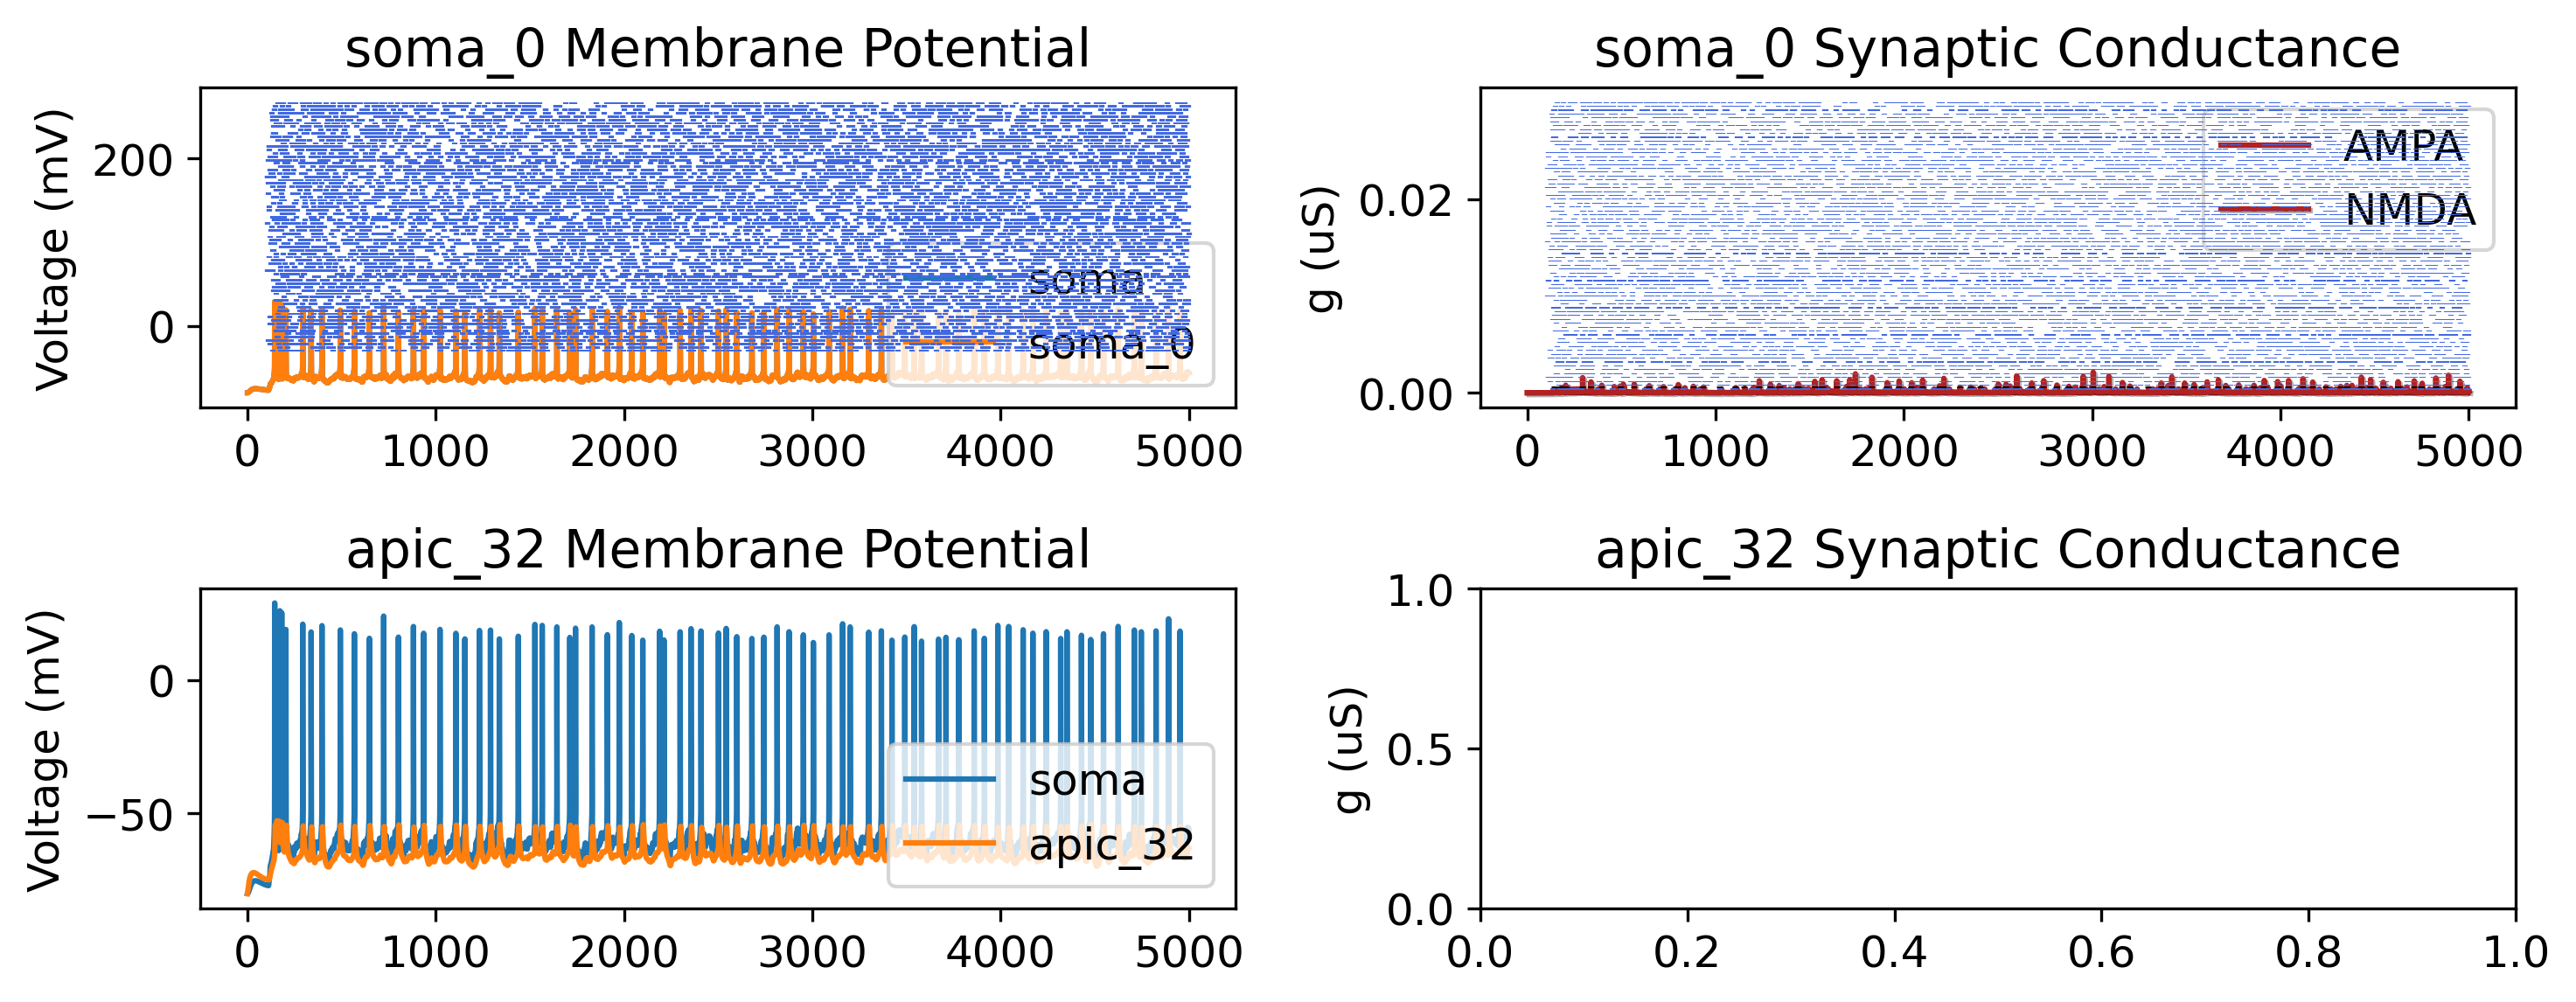 soma_0 Membrane Potential
Voltage (mV)
200
0
soma
soma_0
0 1000 2000 3000 4000 5000
soma_0 Synaptic Conductance
g (uS)
0.02
0.00
AMPA
NMDA
0 1000 2000 3000 4000 5000
apic_32 Membrane Potential
Voltage (mV)
0
−50
soma
apic_32
0 1000 2000 3000 4000 5000
apic_32 Synaptic Conductance
g (uS)
1.0
0.5
0.0
0.0 0.2 0.4 0.6 0.8 1.0